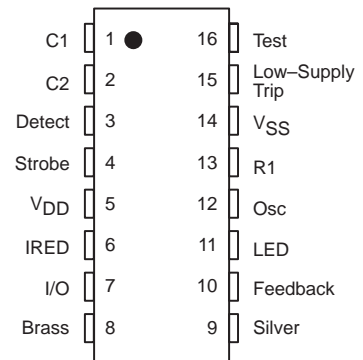 C1 1 16 Test
C2 2 15 Low–Supply Trip
Detect 3 14 VSS
Strobe 4 13 R1
VDD 5 12 Osc
IRED 6 11 LED
I/O 7 10 Feedback
Brass 8 9 Silver